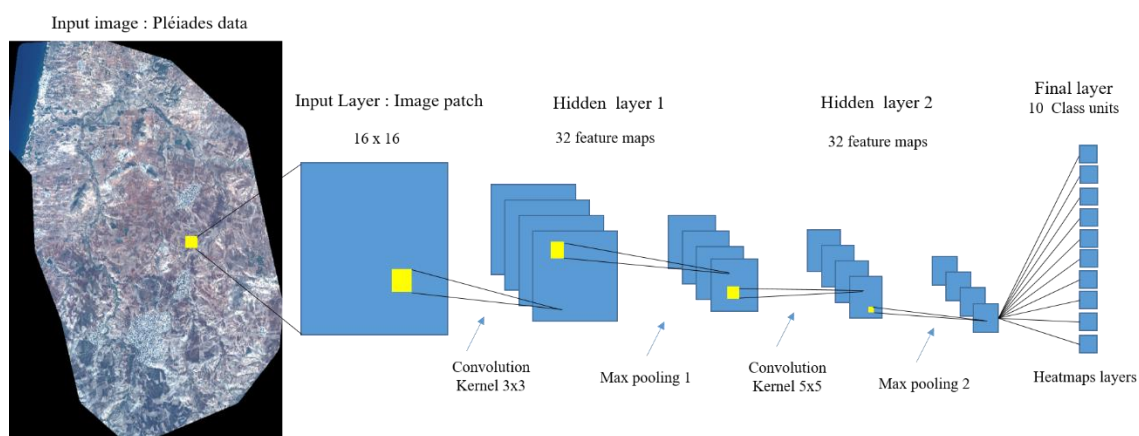 Input image : Pléiades data
Input Layer : Image patch
16 x 16
Hidden layer 1
32 feature maps
Hidden layer 2
32 feature maps
Final layer
10 Class units
Convolution
Kernel 3x3
Max pooling 1
Convolution
Kernel 5x5
Max pooling 2
Heatmaps layers